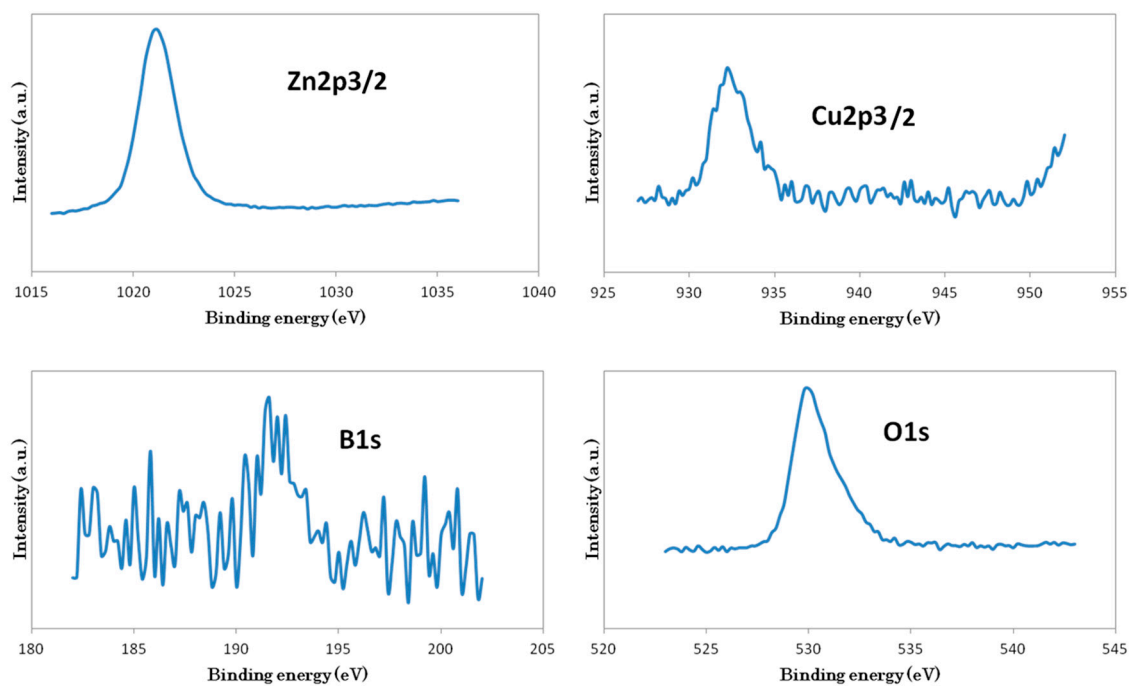 Intensity (a.u.)
Zn2p3/2
1015 1020 1025 1030 1035 1040
Binding energy (eV)
Intensity (a.u.)
Cu2p3/2
925 930 935 940 945 950 955
Binding energy (eV)
Intensity (a.u.)
B1s
180 185 190 195 200 205
Binding energy (eV)
Intensity (a.u.)
O1s
520 525 530 535 540 545
Binding energy (eV)